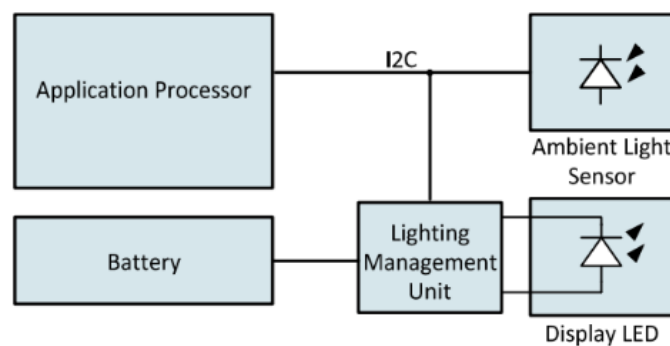 I2C
Application Processor
Ambient Light
Sensor
Lighting
Management
Unit
Battery
Display LED